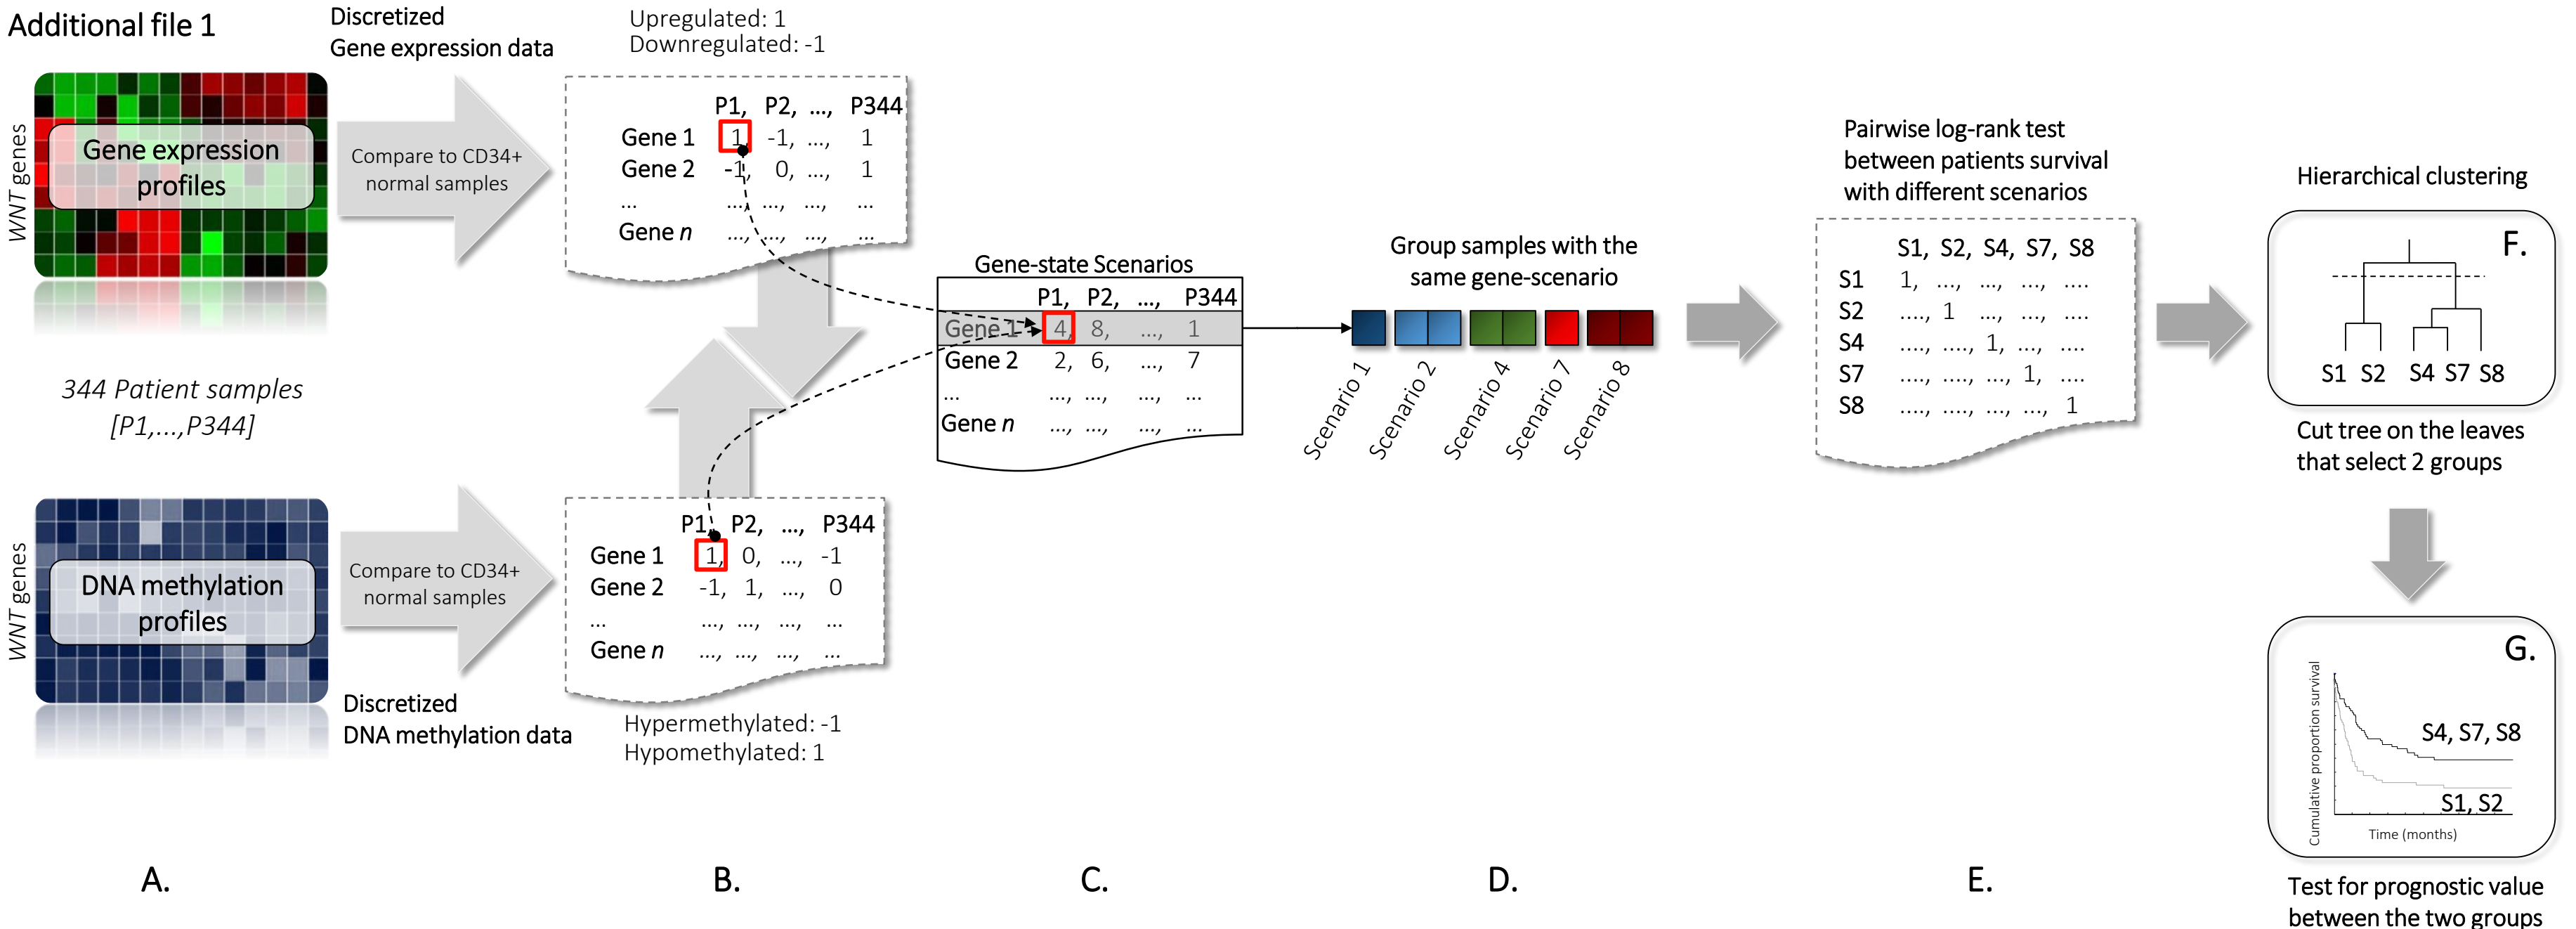 Additional file 1
Discretized
Gene expression data
WNT genes
Gene expression
profiles
Compare to CD34+
normal samples
344 Patient samples
[P1,...,P344]
WNT genes
DNA methylation
profiles
Compare to CD34+
normal samples
Discretized
DNA methylation data
A.
Upregulated: 1
Downregulated: -1
P1, P2, ..., P344
Gene 1 1, -1, ..., 1
Gene 2 -1, 0, ..., 1
... ..., ..., ..., ...
Gene n ..., ..., ..., ...
P1, P2, ..., P344
Gene 1 1, 0, ..., -1
Gene 2 -1, 1, ..., 0
... ..., ..., ..., ...
Gene n ..., ..., ..., ...
Hypermethylated: -1
Hypomethylated: 1
B.
Gene-state Scenarios
P1, P2, ..., P344
Gene 1 4, 8, ..., 1
Gene 2 2, 6, ..., 7
... ..., ..., ..., ...
Gene n ..., ..., ..., ...
C.
Group samples with the
same gene-scenario
Scenario 1
Scenario 2
Scenario 4
Scenario 7
Scenario 8
D.
Pairwise log-rank test
between patients survival
with different scenarios
S1, S2, S4, S7, S8
S1 1, ..., ..., ..., ....
S2 ...., 1 ..., ..., ....
S4 ...., ...., 1, ..., ....
S7 ...., ...., ..., 1, ....
S8 ...., ...., ..., ..., 1
E.
Hierarchical clustering
F.
S1 S2 S4 S7 S8
Cut tree on the leaves
that select 2 groups
G.
Cumulative proportion survival
S4, S7, S8
S1, S2
Time (months)
Test for prognostic value
between the two groups